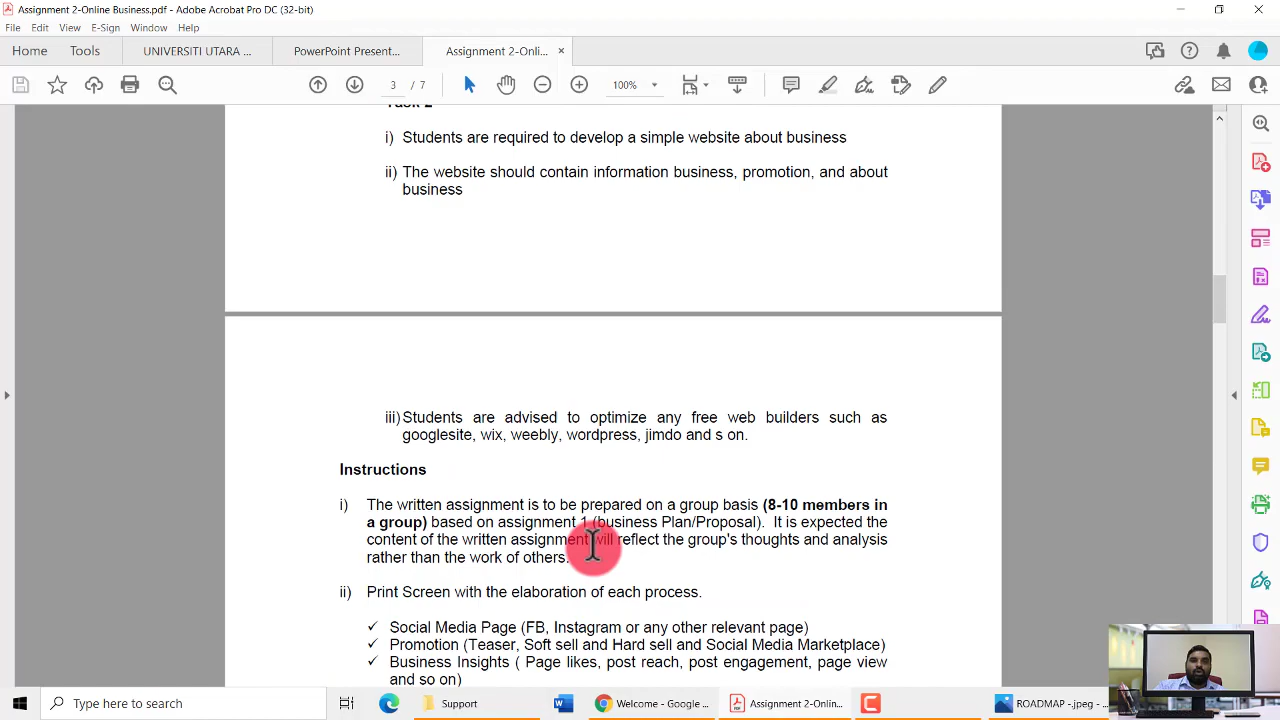 Assignment 2-Online Business.pdf - Adobe Acrobat Pro DC (32-bit)
File Edit View E-Sign Window Help
Home Tools UNIVERSITI UTARA ... PowerPoint Present... Assignment 2-Onli... ×
3 / 7 100%
Task 2
i) Students are required to develop a simple website about business
ii) The website should contain information business, promotion, and about
business
iii) Students are advised to optimize any free web builders such as
googlesite, wix, weebly, wordpress, jimdo and s on.
Instructions
i) The written assignment is to be prepared on a group basis (8-10 members in
a group) based on assignment 1 (business Plan/Proposal). It is expected the
content of the written assignment will reflect the group's thoughts and analysis
rather than the work of others.
ii) Print Screen with the elaboration of each process.
✓ Social Media Page (FB, Instagram or any other relevant page)
✓ Promotion (Teaser, Soft sell and Hard sell and Social Media Marketplace)
✓ Business Insights ( Page likes, post reach, post engagement, page view
and so on)
Type here to search Welcome - Google ... Assignment 2-Onlin... ROADMAP -.jpeg -